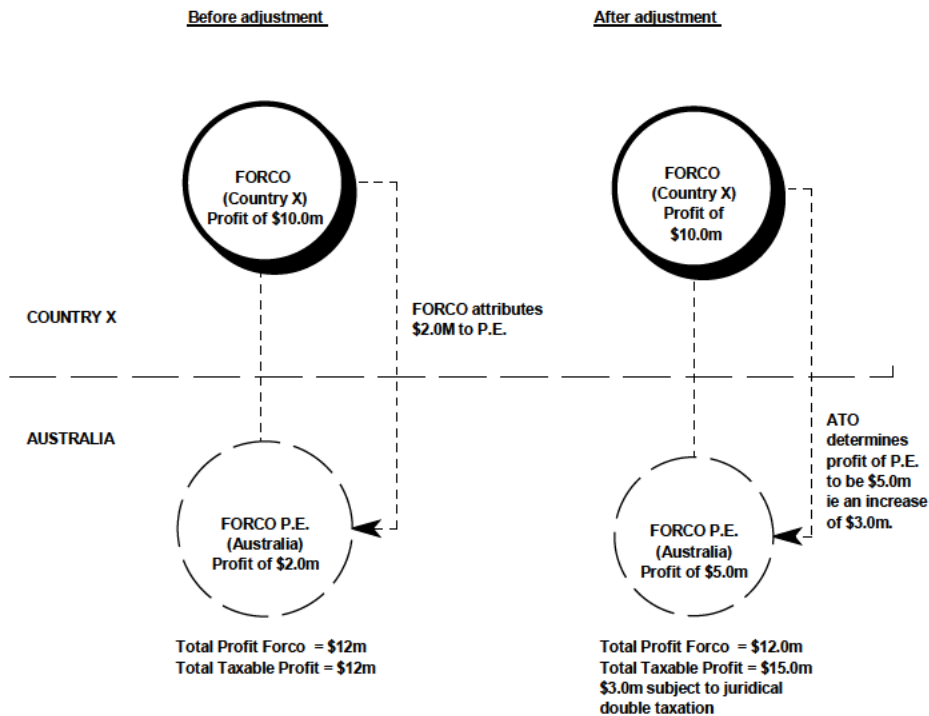 Before adjustment
After adjustment
FORCO
(Country X)
Profit of $10.0m
FORCO
(Country X)
Profit of
$10.0m
COUNTRY X
FORCO attributes
$2.0M to P.E.
AUSTRALIA
ATO
determines
profit of P.E.
to be $5.0m
ie an increase
of $3.0m.
FORCO P.E.
(Australia)
Profit of $2.0m
FORCO P.E.
(Australia)
Profit of $5.0m
Total Profit Forco = $12m
Total Taxable Profit = $12m
Total Profit Forco = $12.0m
Total Taxable Profit = $15.0m
$3.0m subject to juridical
double taxation